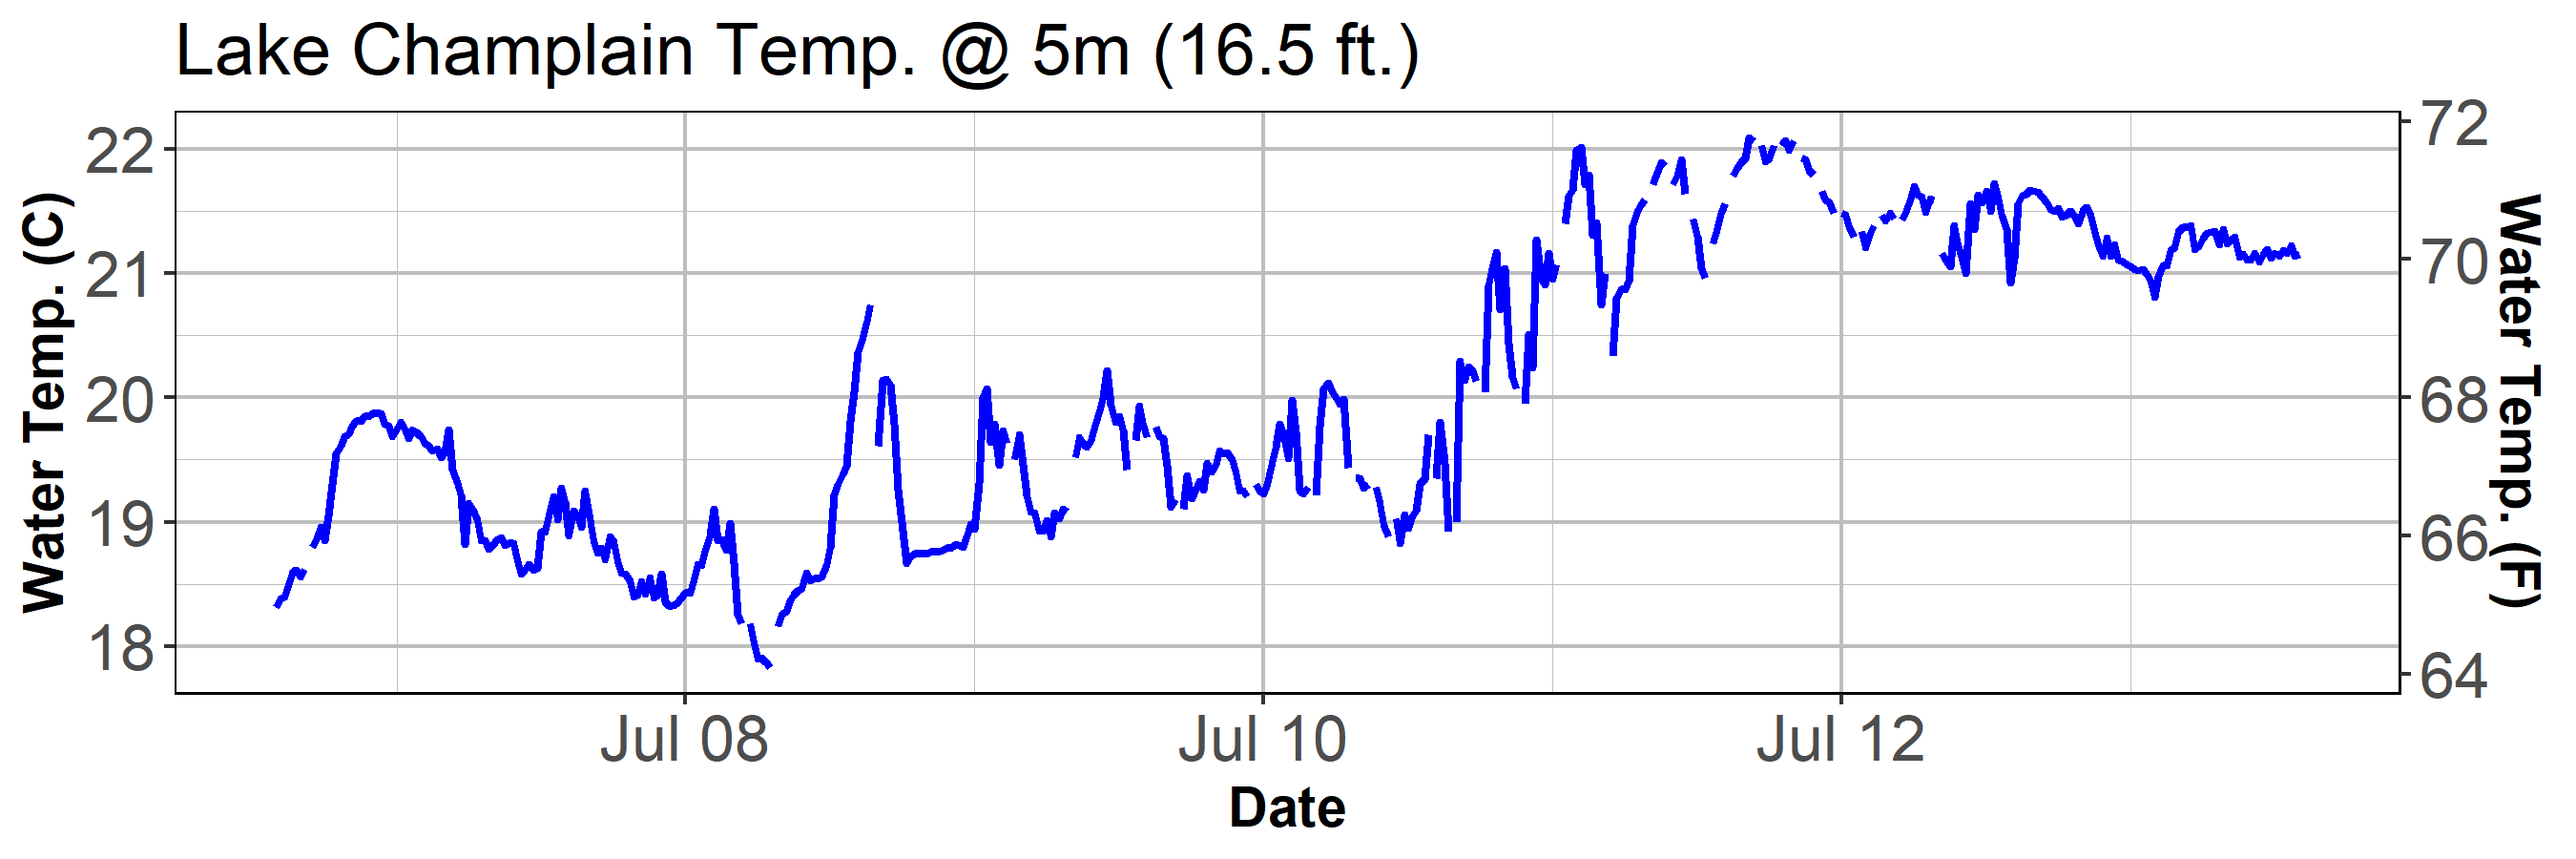 Lake Champlain Temp. @ 5m (16.5 ft.)
Water Temp. (C)
22
21
20
19
18
72
70
68
66
64
Water Temp. (F)
Jul 08
Jul 10
Jul 12
Date